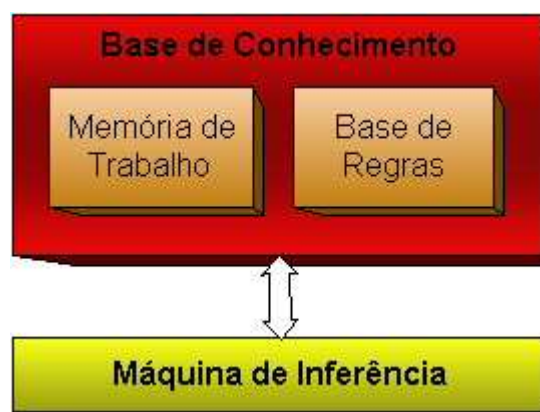 Base de Conhecimento
Memória de
Trabalho
Base de
Regras
Máquina de Inferência